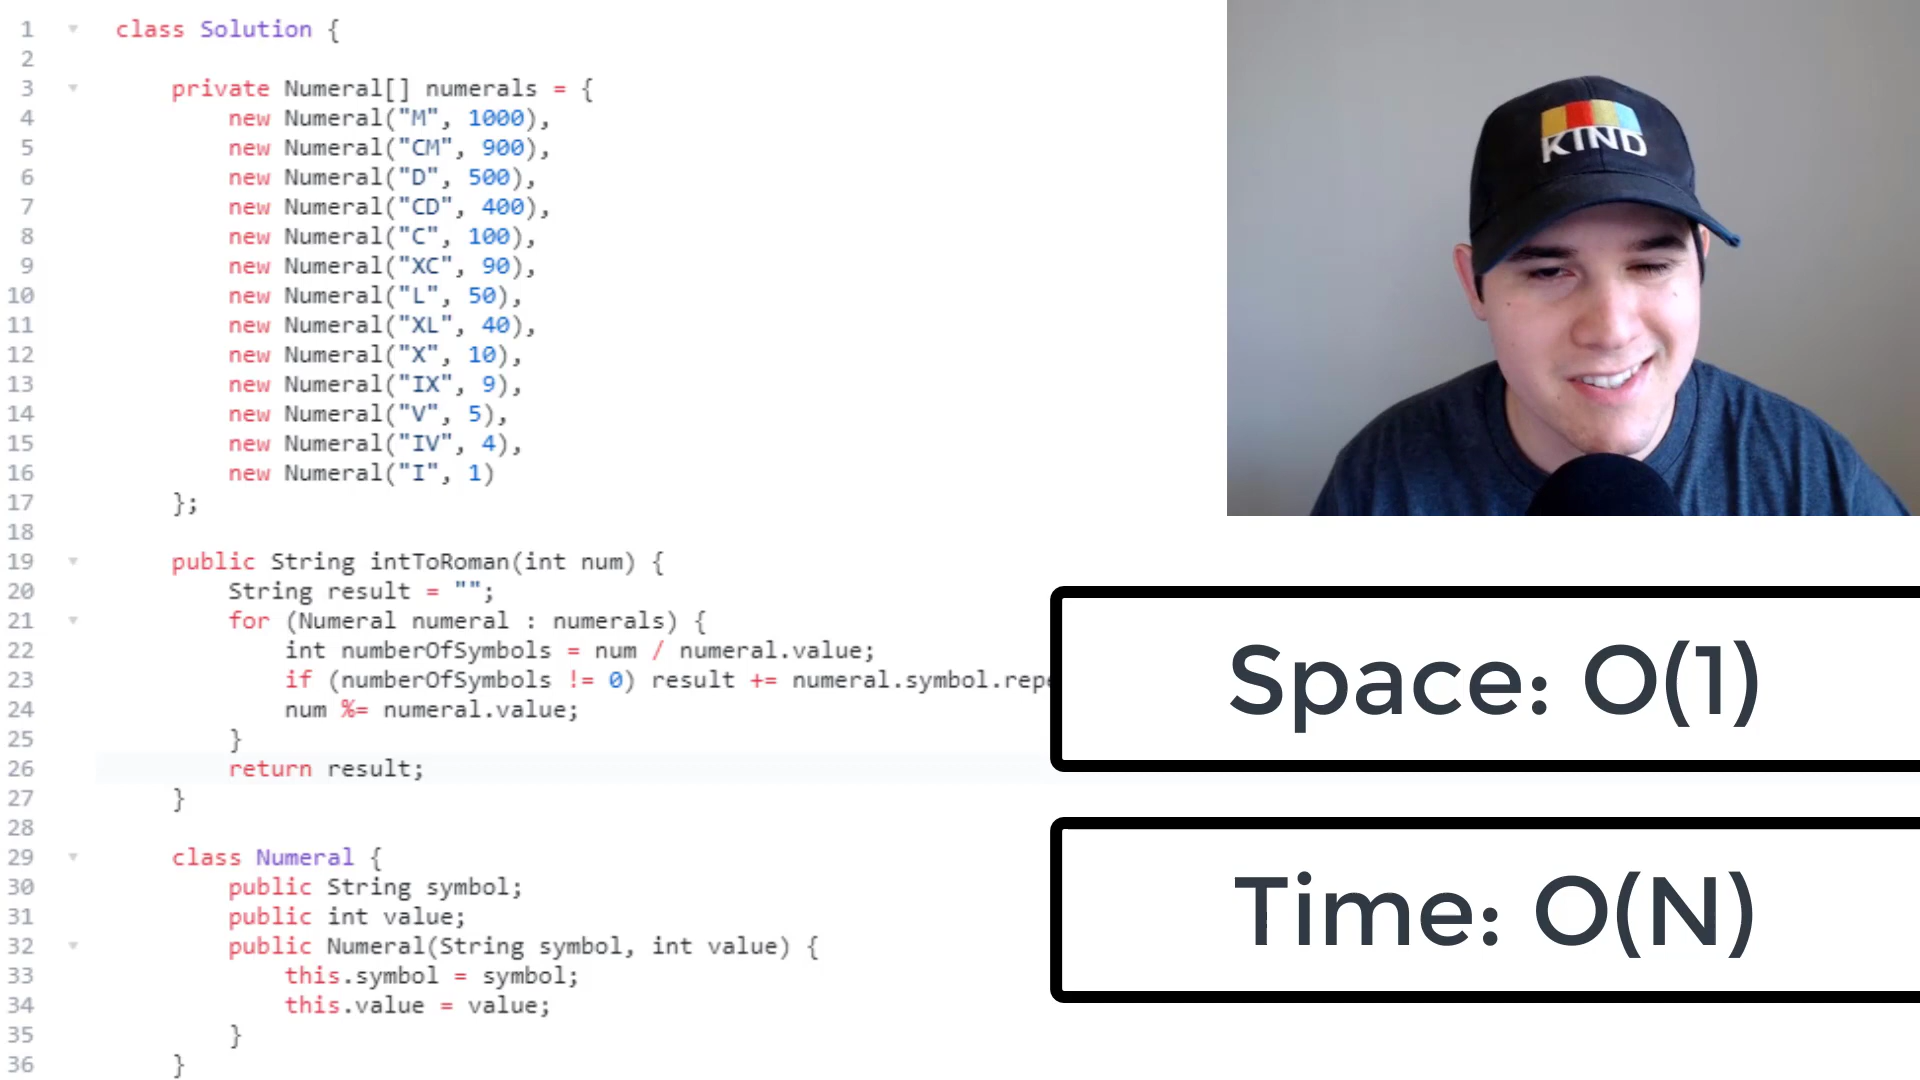 1 class Solution {
2
3 private Numeral[] numerals = {
4 new Numeral("M", 1000),
5 new Numeral("CM", 900),
6 new Numeral("D", 500),
7 new Numeral("CD", 400),
8 new Numeral("C", 100),
9 new Numeral("XC", 90),
10 new Numeral("L", 50),
11 new Numeral("XL", 40),
12 new Numeral("X", 10),
13 new Numeral("IX", 9),
14 new Numeral("V", 5),
15 new Numeral("IV", 4),
16 new Numeral("I", 1)
17 };
18
19 public String intToRoman(int num) {
20 String result = "";
21 for (Numeral numeral : numerals) {
22 int numberOfSymbols = num / numeral.value;
23 if (numberOfSymbols != 0) result += numeral.symbol.repe
24 num %= numeral.value;
25 }
26 return result;
27 }
28
29 class Numeral {
30 public String symbol;
31 public int value;
32 public Numeral(String symbol, int value) {
33 this.symbol = symbol;
34 this.value = value;
35 }
36 }
KIND
Space: O(1)
Time: O(N)